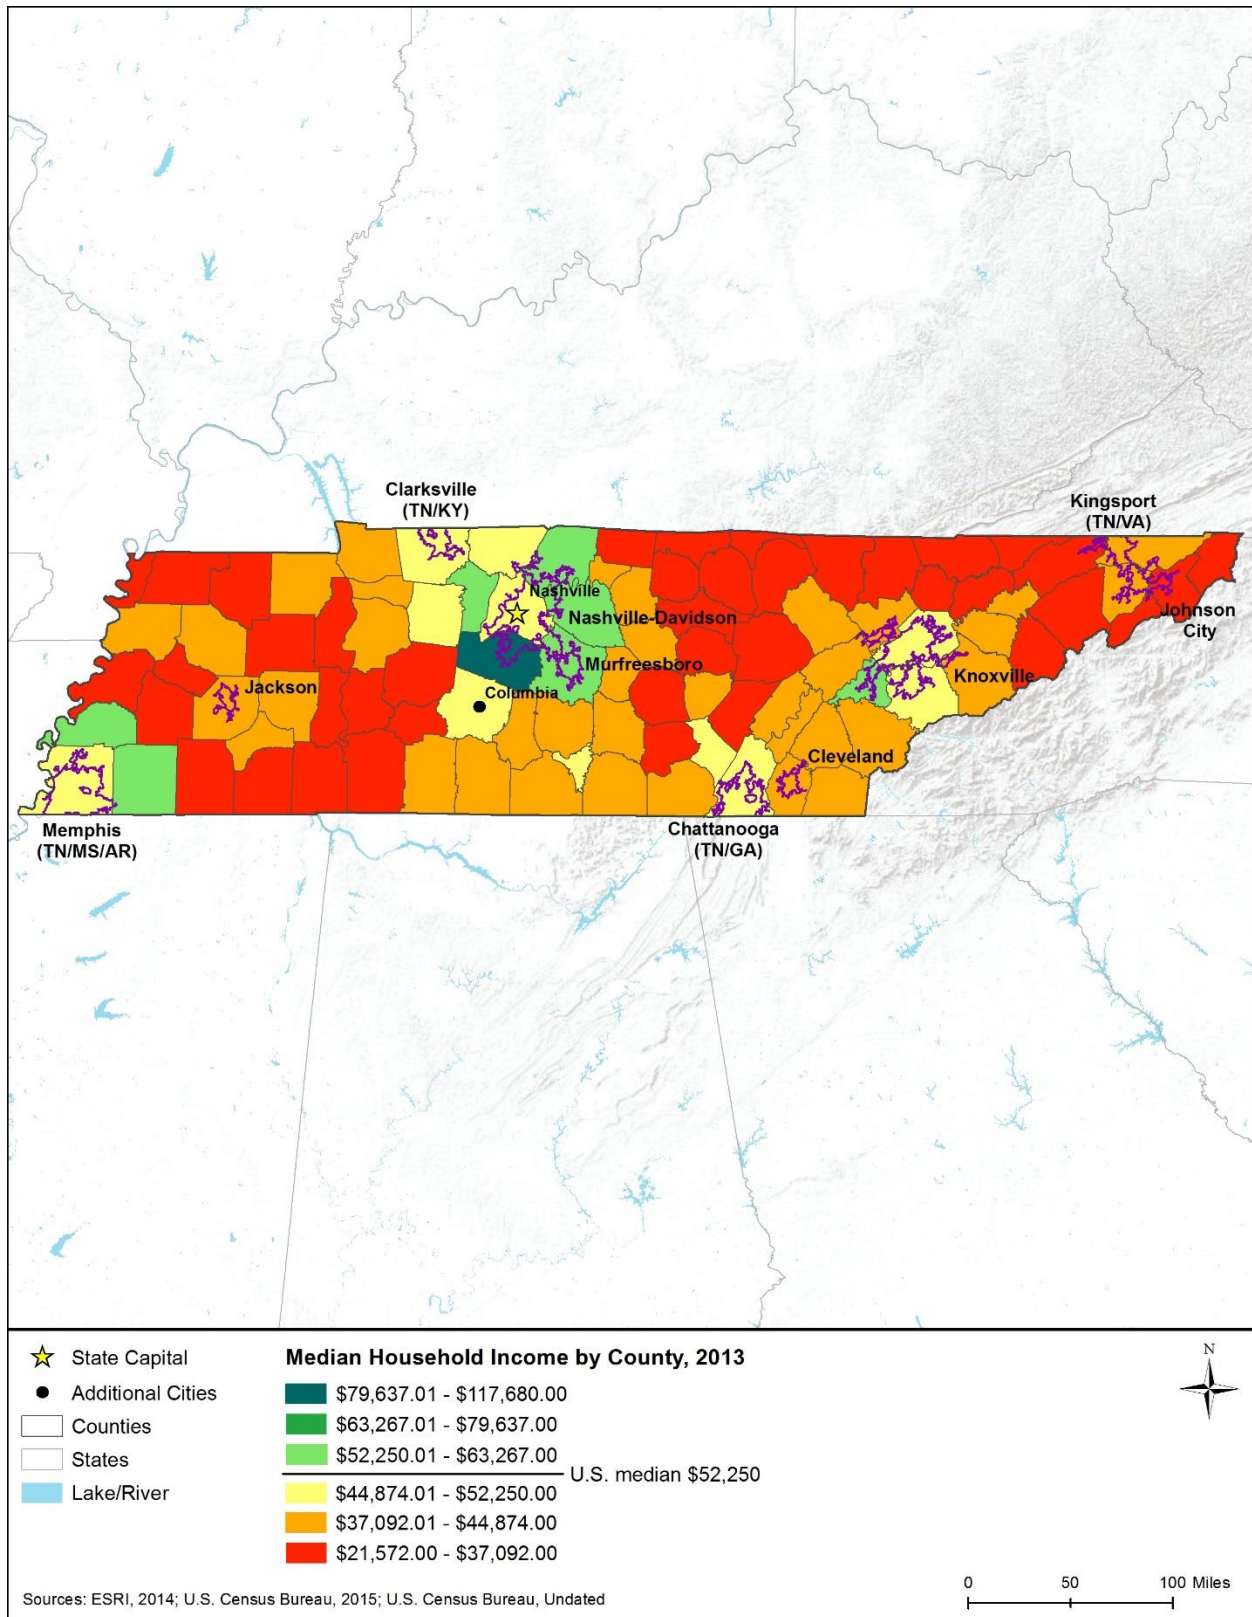 Clarksville
(TN/KY)
Kingsport
(TN/VA)
Nashville
Nashville-Davidson
Johnson
City
Murfreesboro
Knoxville
Jackson
Columbia
Cleveland
Memphis
(TN/MS/AR)
Chattanooga
(TN/GA)
State Capital
Additional Cities
Counties
States
Lake/River
Median Household Income by County, 2013
$79,637.01 - $117,680.00
$63,267.01 - $79,637.00
$52,250.01 - $63,267.00
U.S. median $52,250
$44,874.01 - $52,250.00
$37,092.01 - $44,874.00
$21,572.00 - $37,092.00
N
0 50 100 Miles
Sources: ESRI, 2014; U.S. Census Bureau, 2015; U.S. Census Bureau, Undated